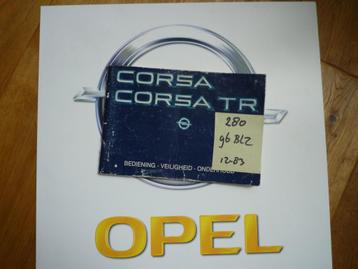 CORSA
CORSA TR
280
96 BLZ
12-83
BEDIENING - VEILIGHEID - ONDERHOUD
OPEL